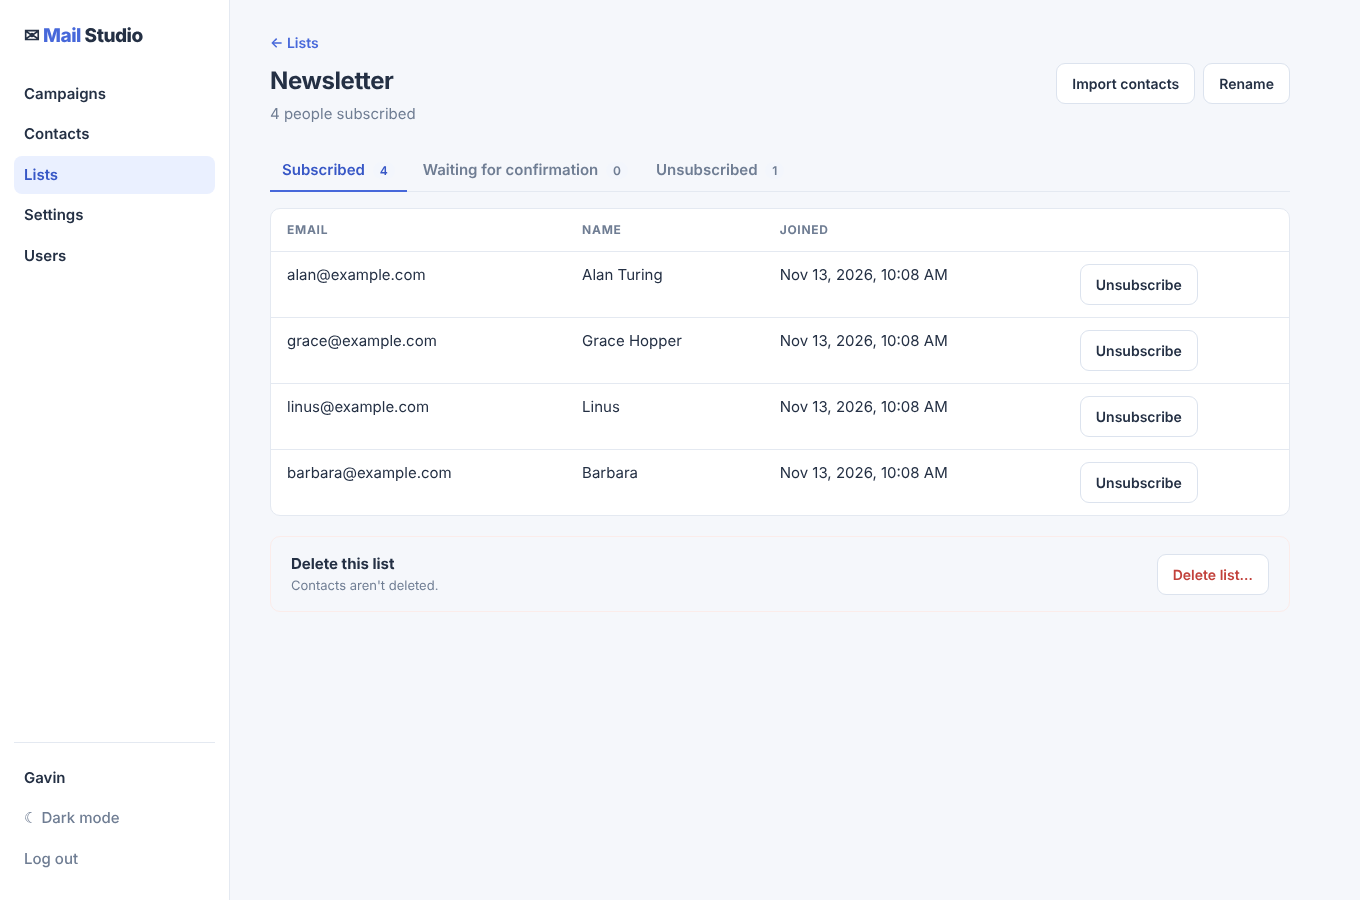 ✉ Mail Studio
Campaigns
Contacts
Lists
Settings
Users
Gavin
☾ Dark mode
Log out
← Lists
Newsletter
4 people subscribed
Import contacts
Rename
Subscribed 4
Waiting for confirmation 0
Unsubscribed 1
EMAIL NAME JOINED
alan@example.com Alan Turing Nov 13, 2026, 10:08 AM Unsubscribe
grace@example.com Grace Hopper Nov 13, 2026, 10:08 AM Unsubscribe
linus@example.com Linus Nov 13, 2026, 10:08 AM Unsubscribe
barbara@example.com Barbara Nov 13, 2026, 10:08 AM Unsubscribe
Delete this list
Contacts aren't deleted.
Delete list…